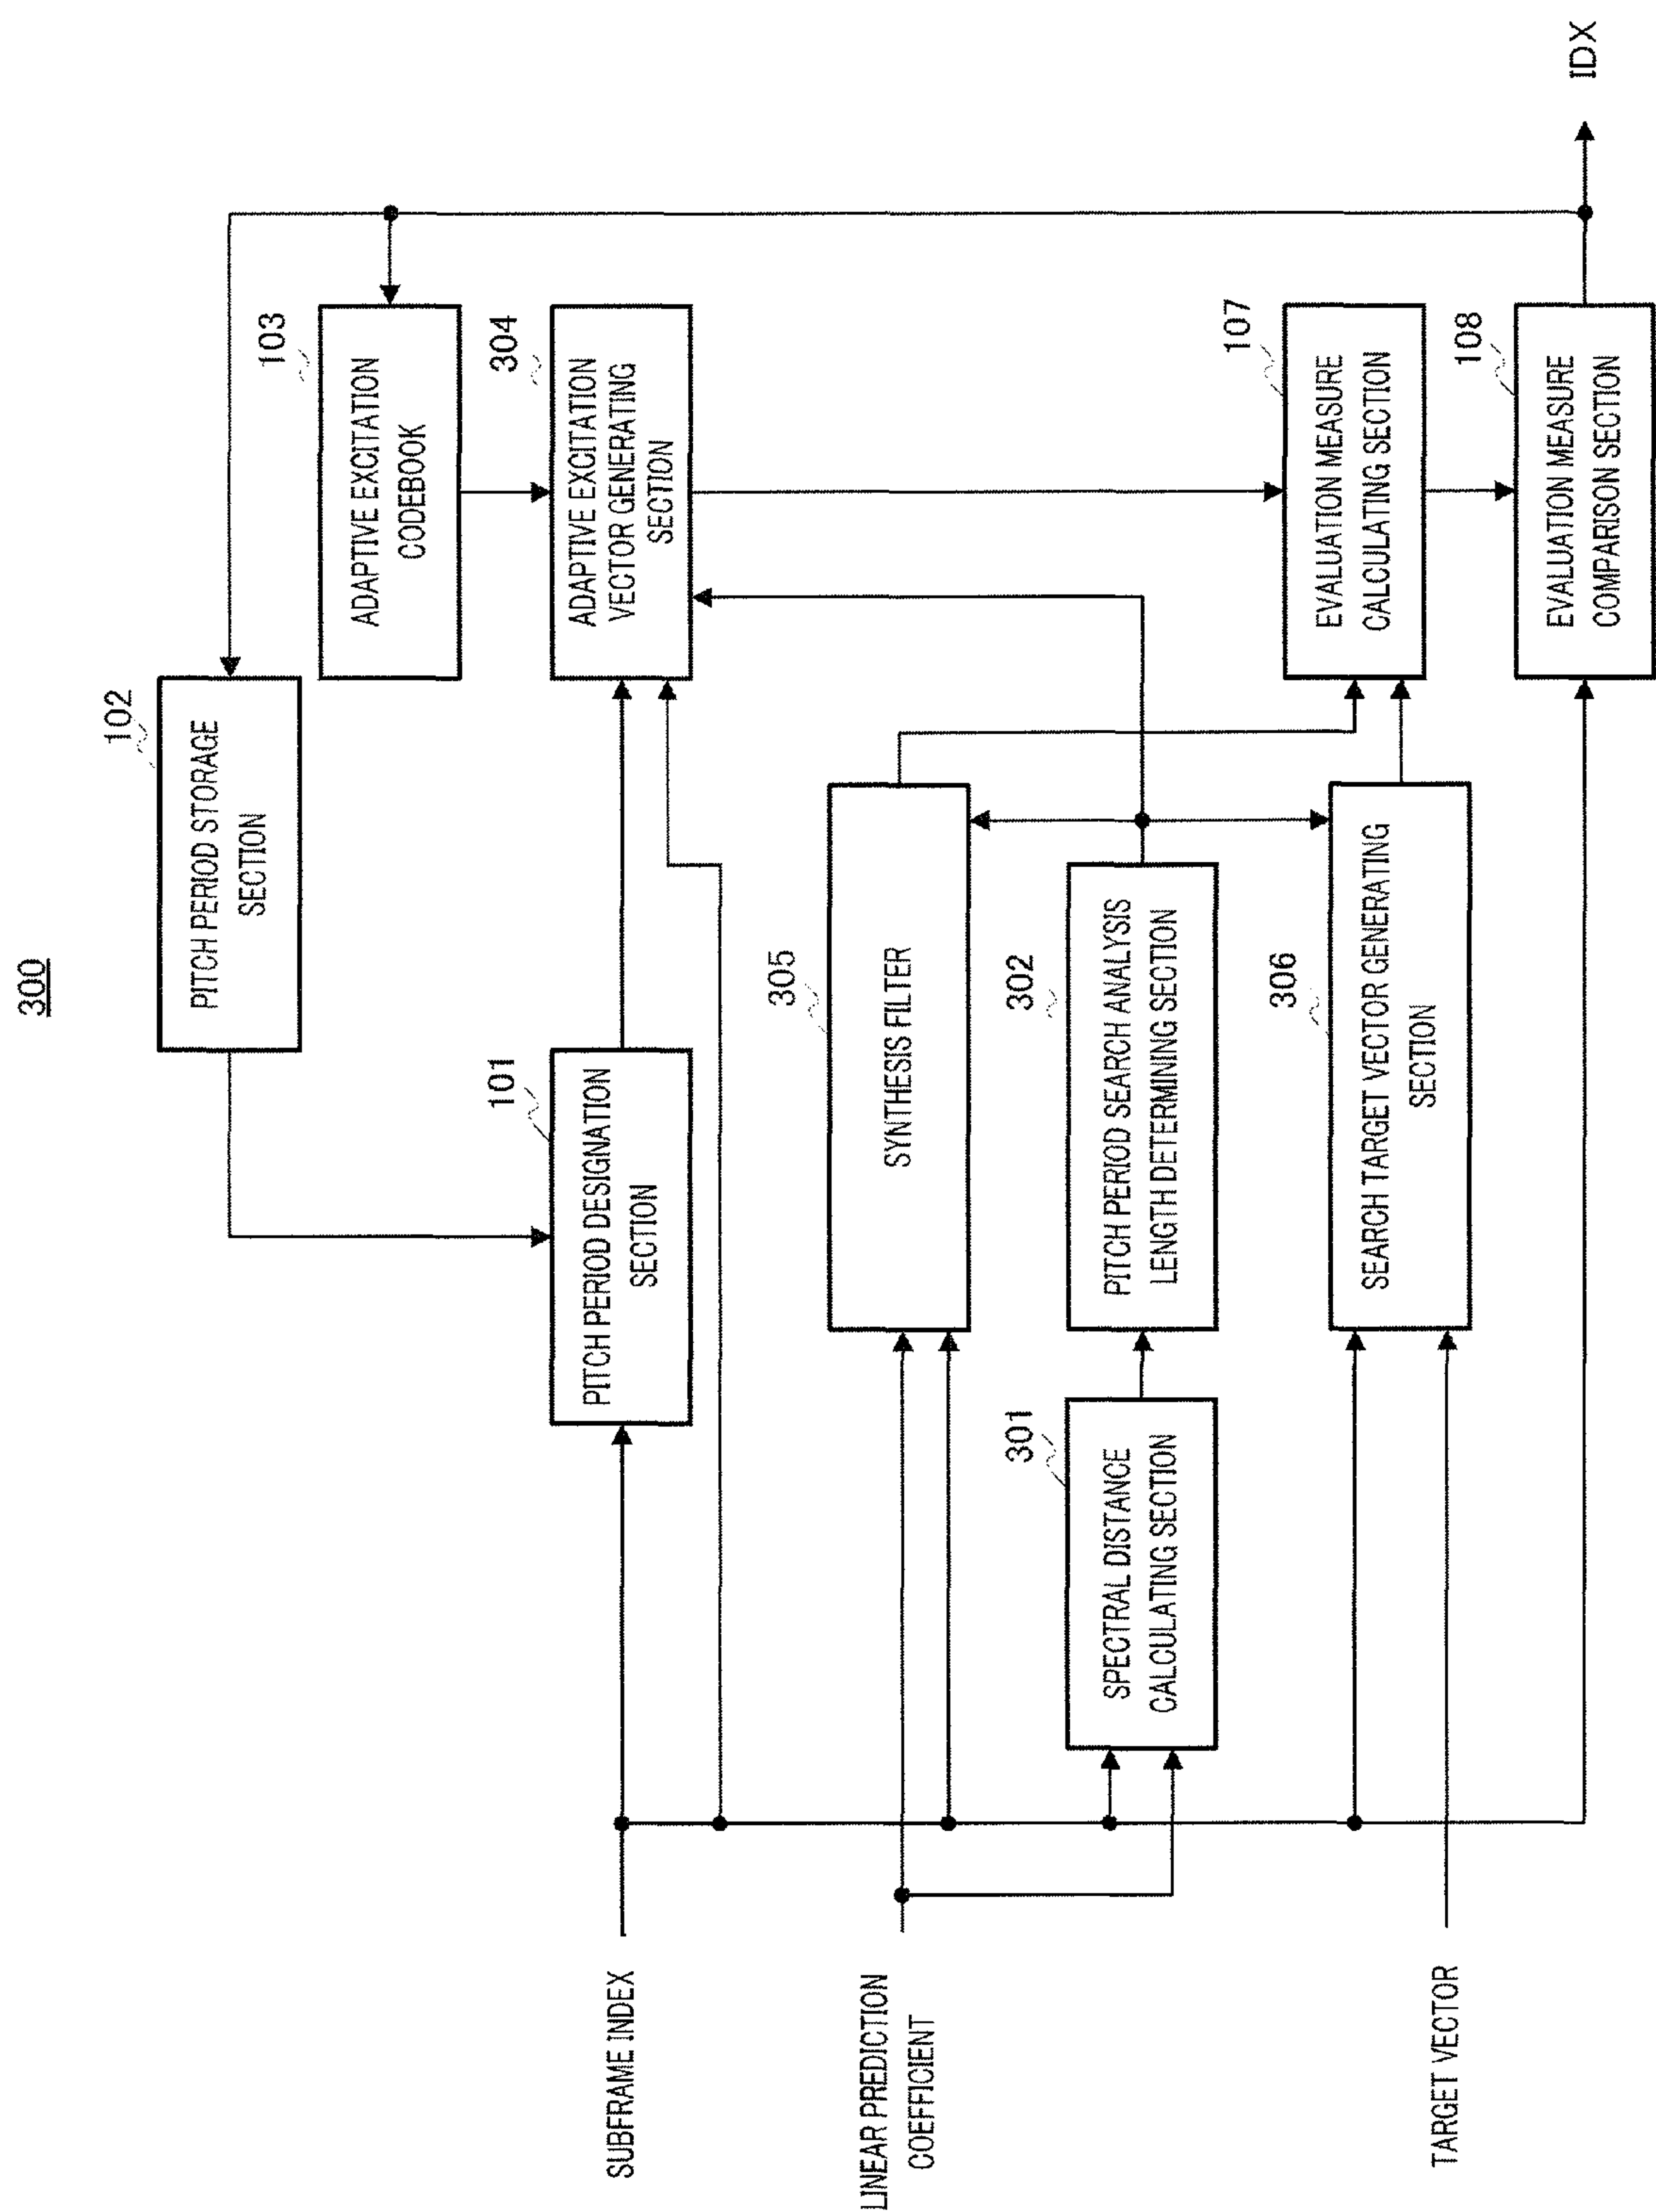 300
102
PITCH PERIOD STORAGE
SECTION
103
ADAPTIVE EXCITATION
CODEBOOK
101
PITCH PERIOD DESIGNATION
SECTION
304
ADAPTIVE EXCITATION
VECTOR GENERATING
SECTION
SUBFRAME INDEX
305
SYNTHESIS FILTER
LINEAR PREDICTION
COEFFICIENT
301
SPECTRAL DISTANCE
CALCULATING SECTION
302
PITCH PERIOD SEARCH ANALYSIS
LENGTH DETERMINING SECTION
107
EVALUATION MEASURE
CALCULATING SECTION
306
SEARCH TARGET VECTOR GENERATING
SECTION
TARGET VECTOR
108
EVALUATION MEASURE
COMPARISON SECTION
IDX